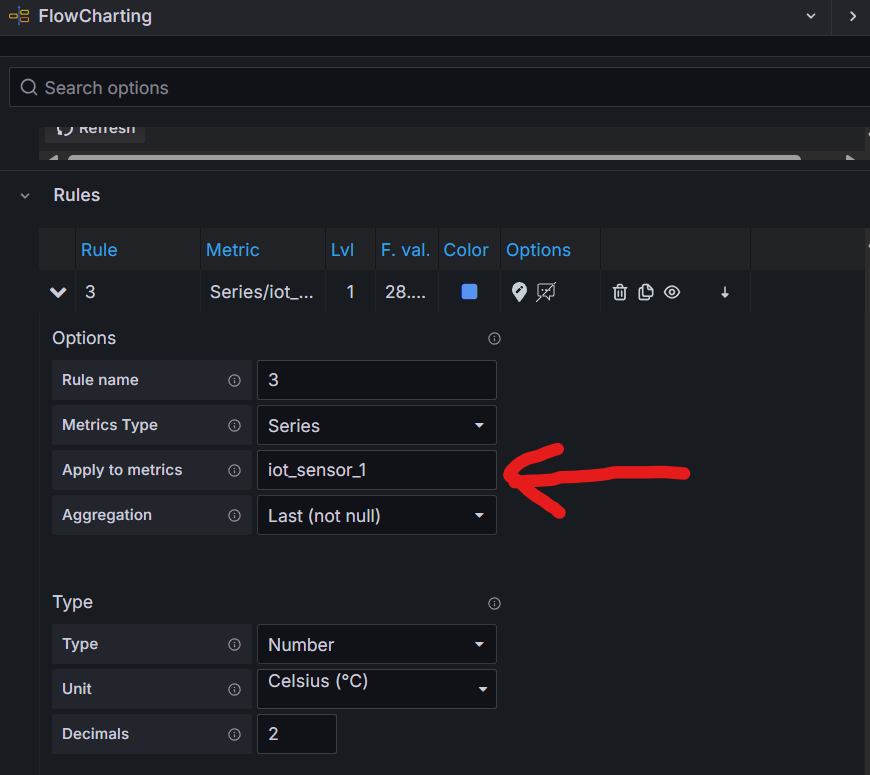 FlowCharting
Search options
Refresh
Rules
Rule Metric Lvl F. val. Color Options
3 Series/iot_... 1 28....
Options
Rule name 3
Metrics Type Series
Apply to metrics iot_sensor_1
Aggregation Last (not null)
Type
Type Number
Unit Celsius (°C)
Decimals 2